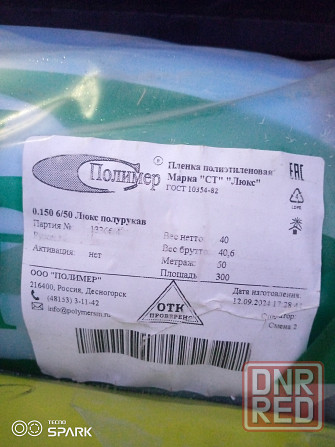 Полимер
®
Пленка полиэтиленовая
Марка "СТ" "Люкс"
ГОСТ 10354-82
EAC
0.150 6/50 Люкс полурукав
Партия №
Вес нетто: 40
Вес брутто: 40,6
Активация: нет
Метраж: 50
Площадь: 300
ООО "ПОЛИМЕР"
216400, Россия, Десногорск
(48153) 3-11-42
ОТК
ПРОВЕРЕНО
Дата изготовления:
12.09.2024
Смена 2
DNR
RED
TECNO
SPARK